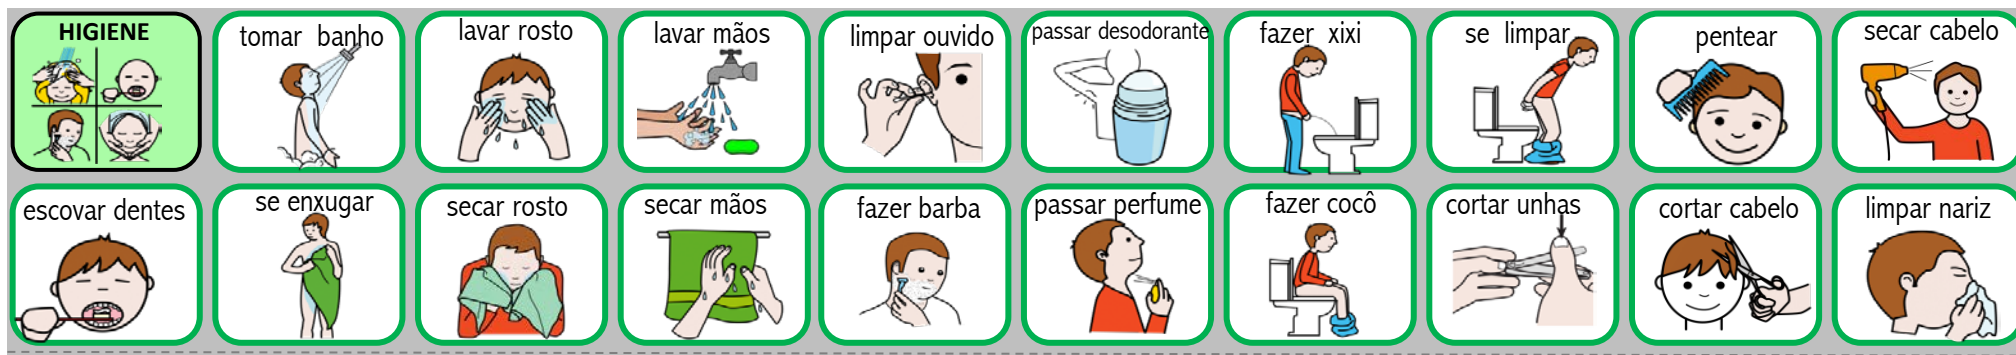 HIGIENE
tomar banho
lavar rosto
lavar mãos
limpar ouvido
passar desodorante
fazer xixi
se limpar
pentear
secar cabelo
escovar dentes
se enxugar
secar rosto
secar mãos
fazer barba
passar perfume
fazer cocô
cortar unhas
cortar cabelo
limpar nariz